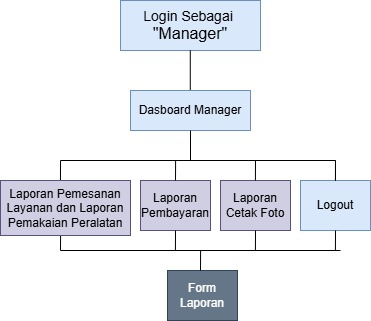 Login Sebagai
"Manager"
Dasboard Manager
Laporan Pemesanan
Layanan dan Laporan
Pemakaian Peralatan
Laporan
Pembayaran
Laporan
Cetak Foto
Logout
Form
Laporan